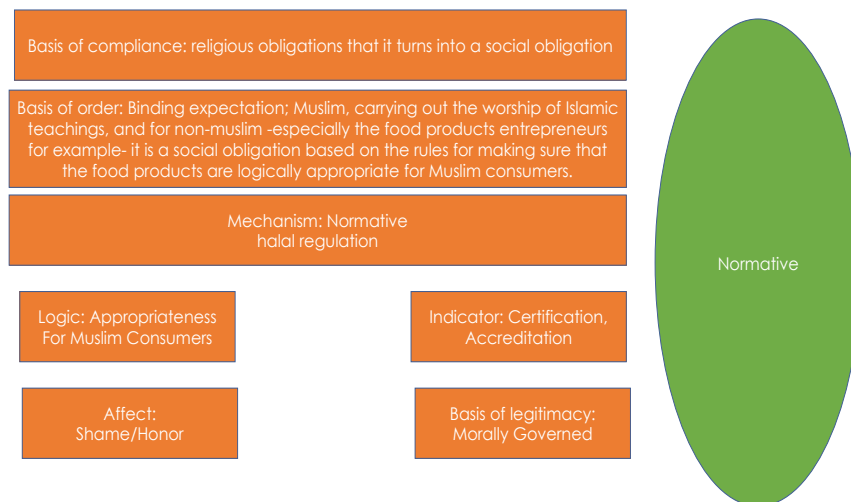 Basis of compliance: religious obligations that it turns into a social obligation
Basis of order: Binding expectation; Muslim, carrying out the worship of Islamic
teachings, and for non-muslim -especially the food products entrepreneurs
for example- it is a social obligation based on the rules for making sure that
the food products are logically appropriate for Muslim consumers.
Mechanism: Normative
halal regulation
Normative
Logic: Appropriateness
For Muslim Consumers
Indicator: Certification,
Accreditation
Affect:
Shame/Honor
Basis of legitimacy:
Morally Governed